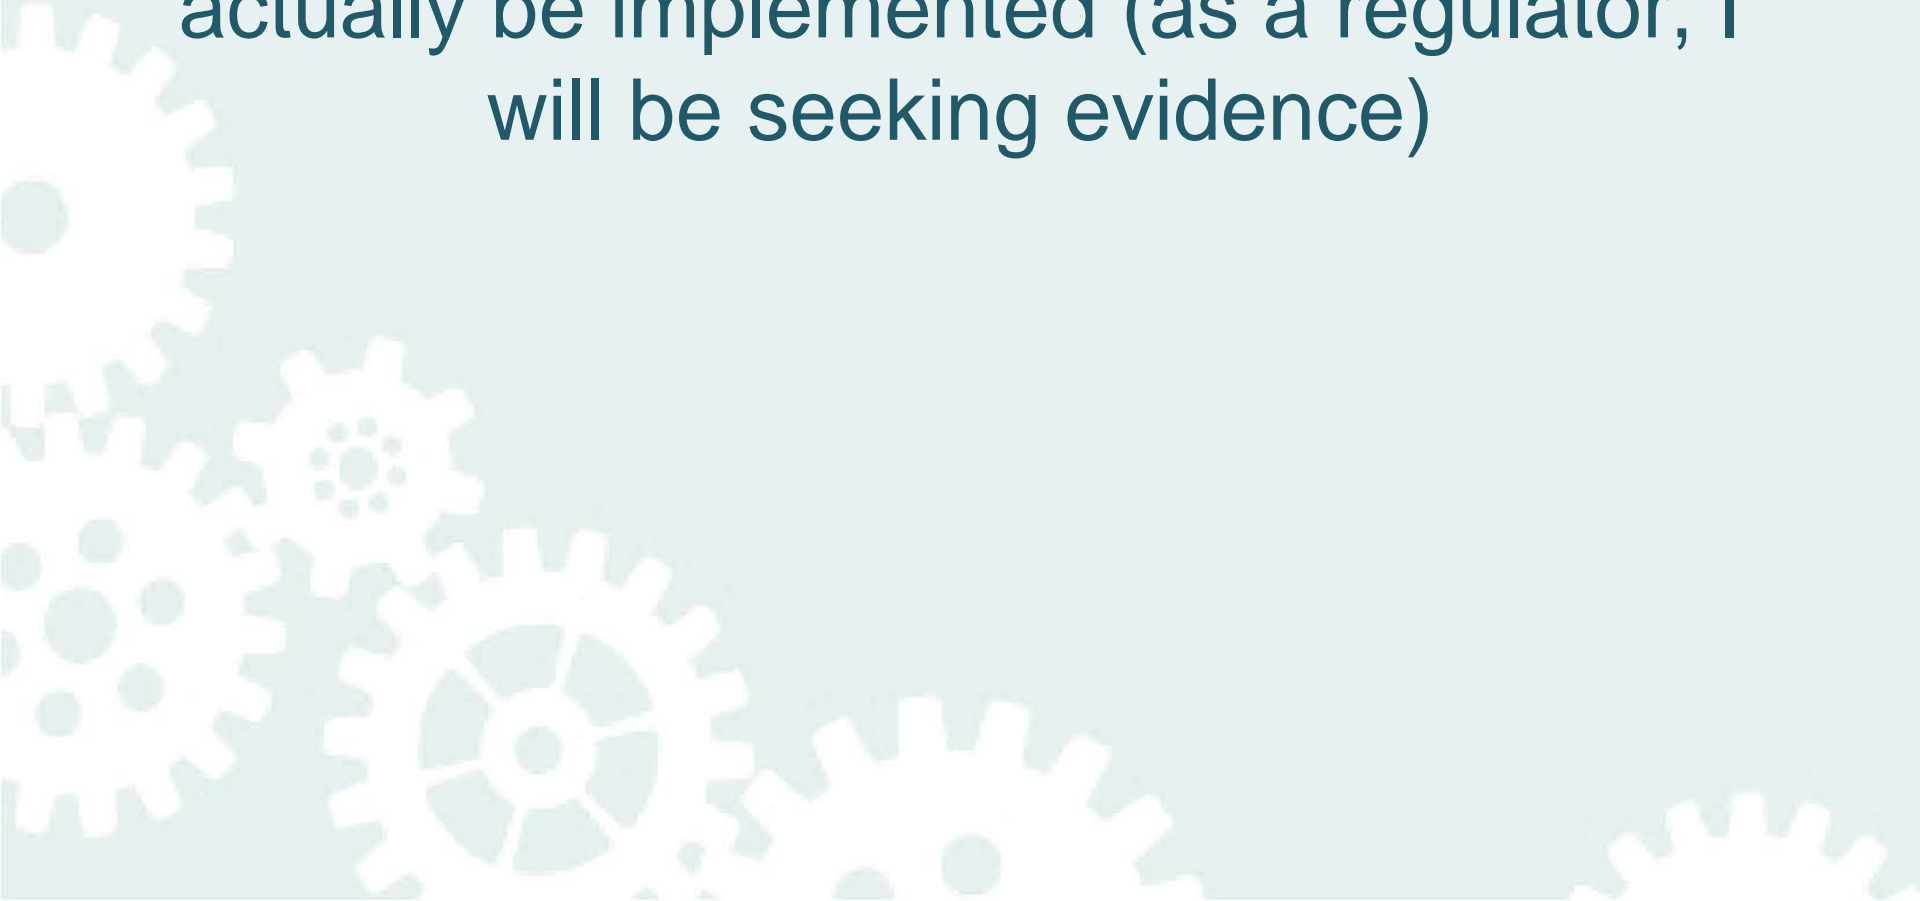 actually be implemented (as a regulator, I
will be seeking evidence)